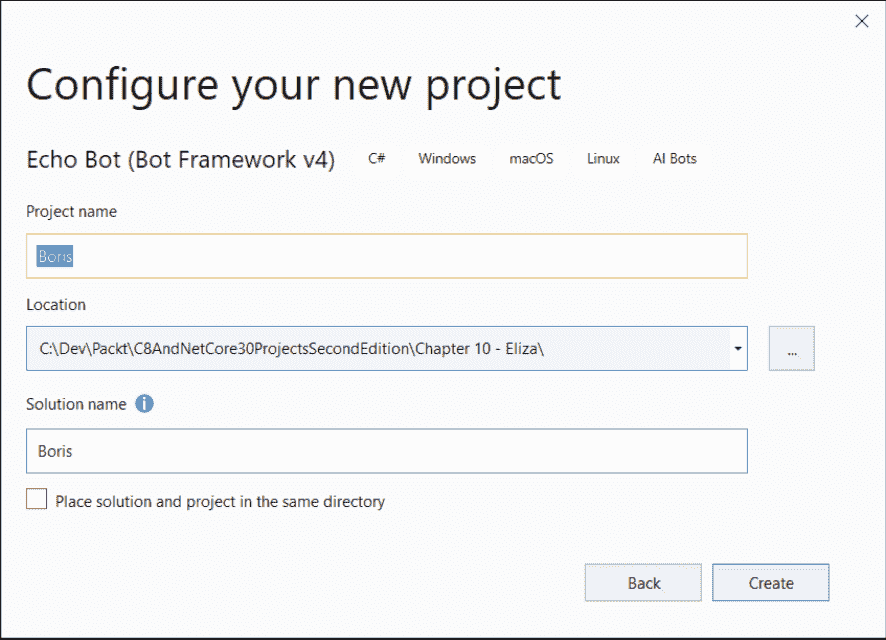 Configure your new project
Echo Bot (Bot Framework v4) C# Windows macOS Linux AI Bots
Project name
Boris
Location
C:\Dev\Packt\C8AndNetCore30ProjectsSecondEdition\Chapter 10 - Eliza\
...
Solution name
Boris
Place solution and project in the same directory
Back Create